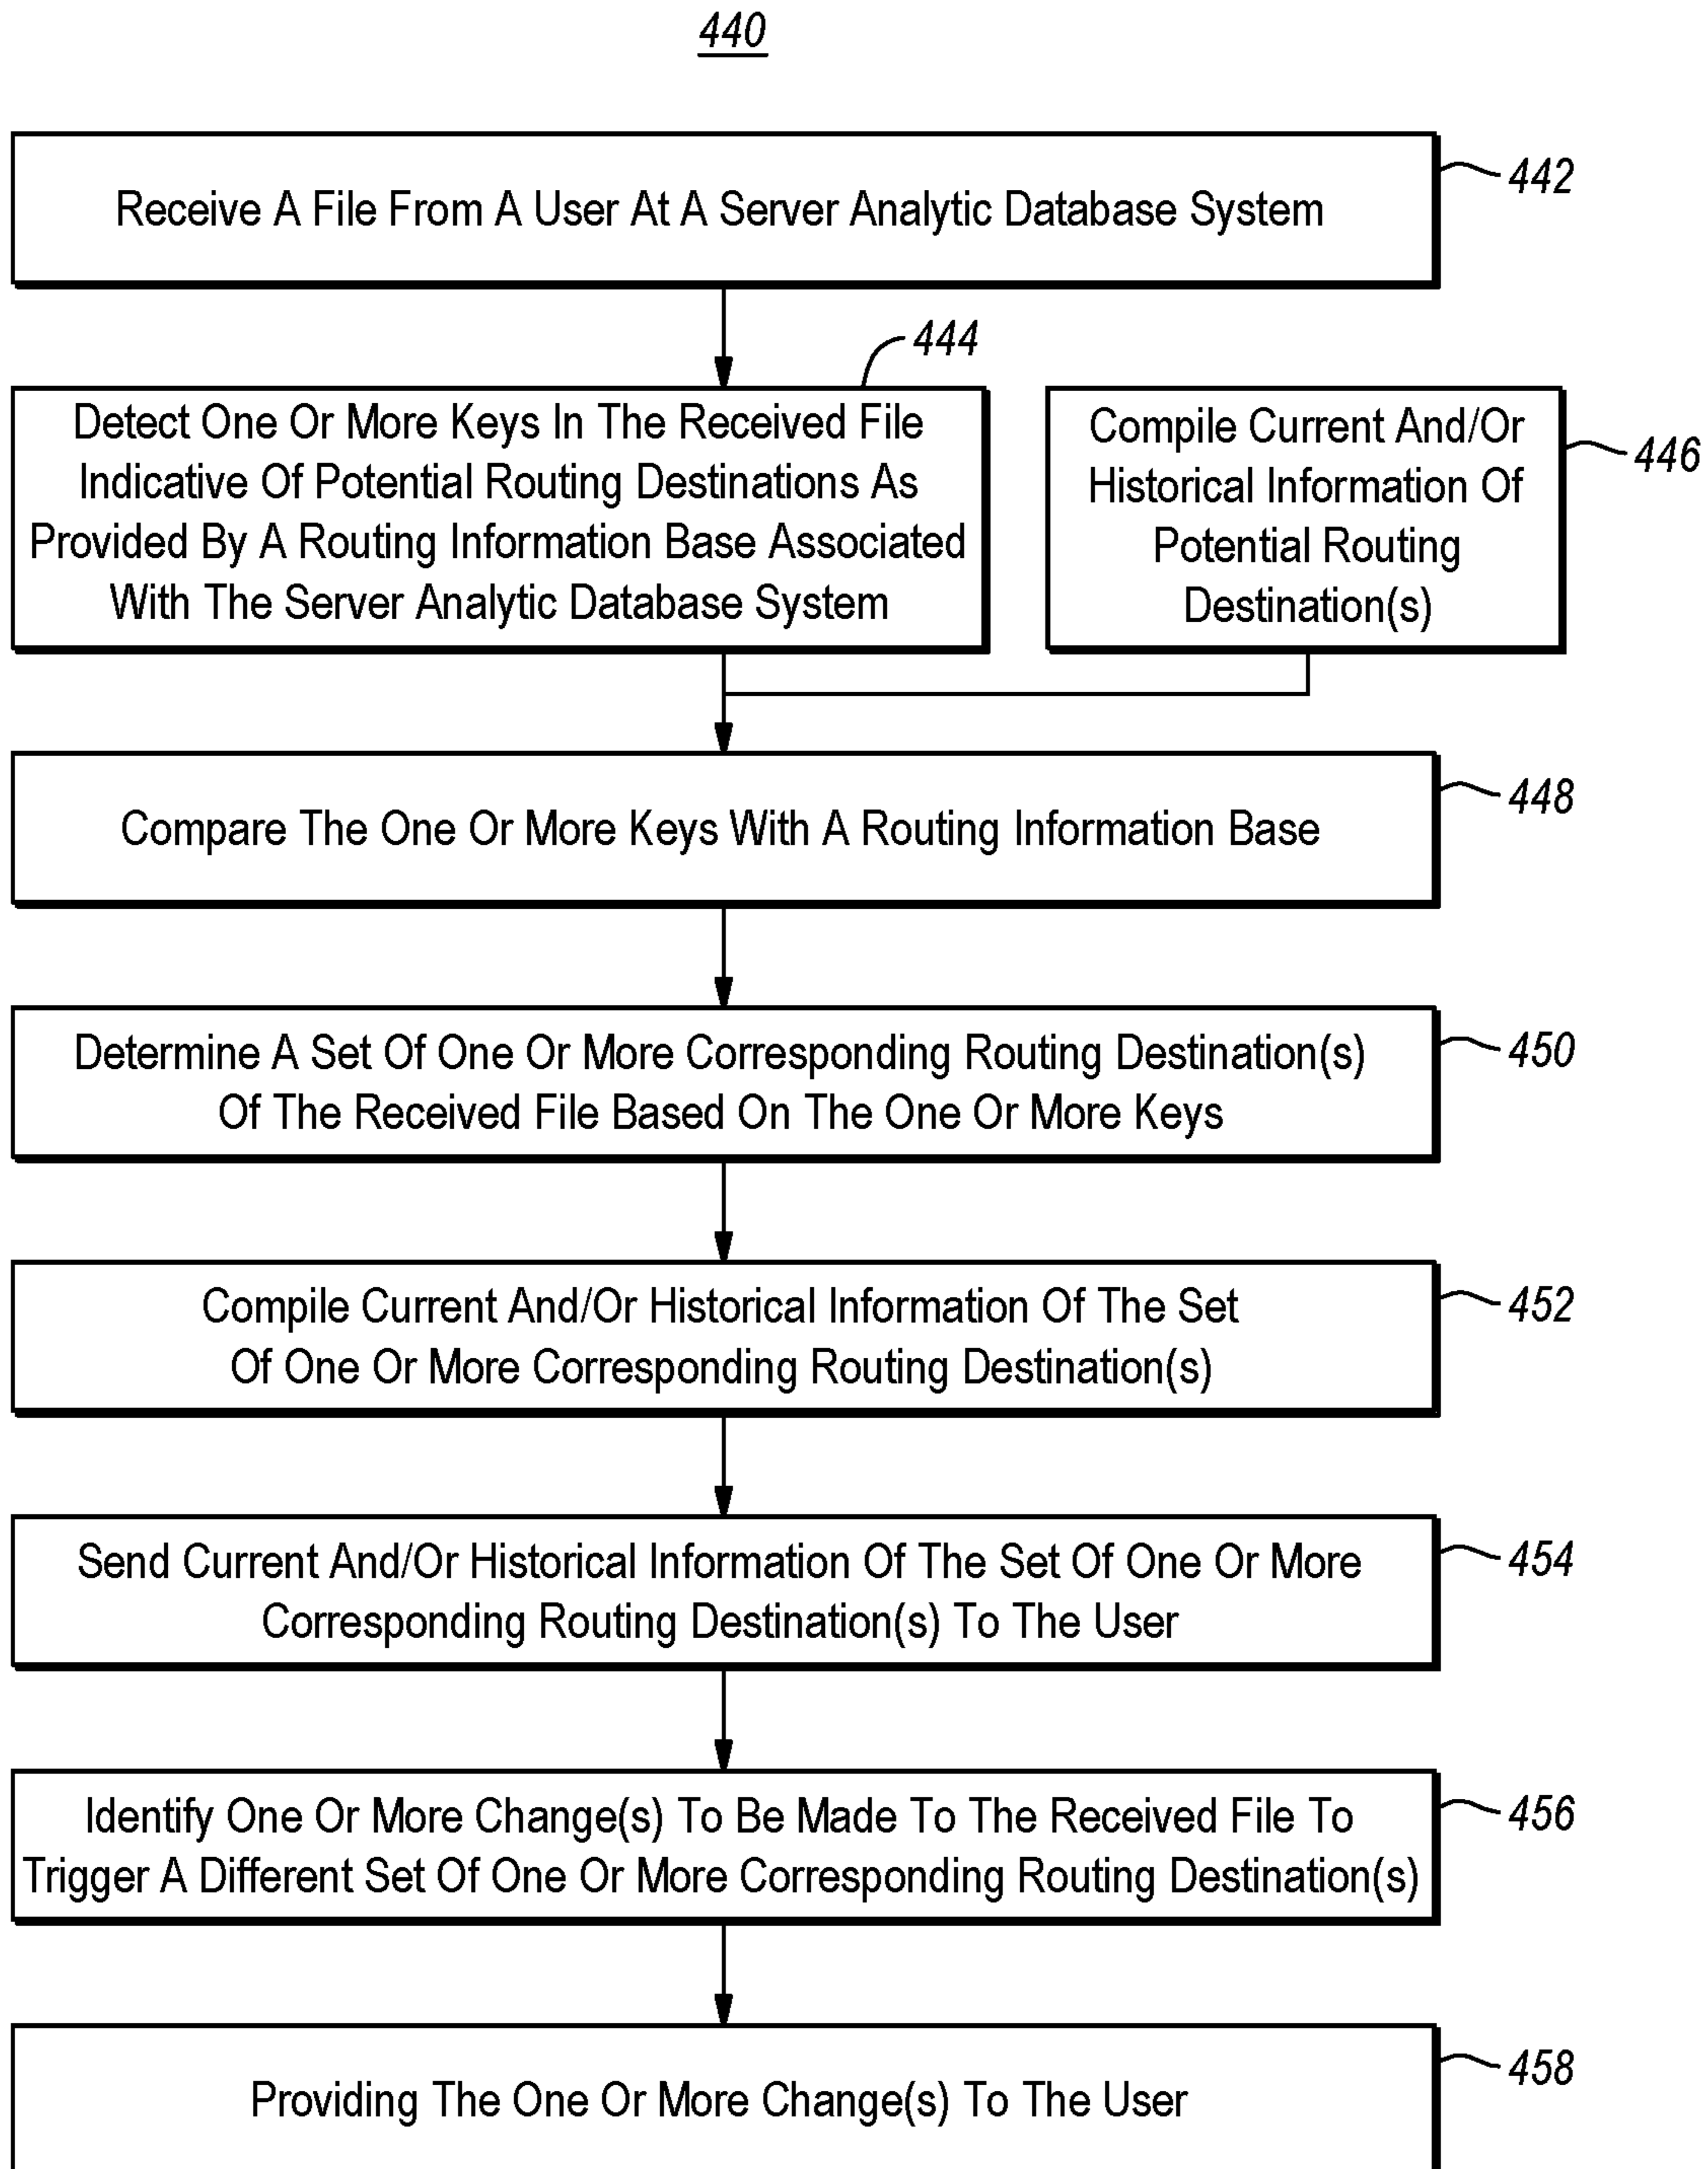 440
Receive A File From A User At A Server Analytic Database System
442
444
Detect One Or More Keys In The Received File
Indicative Of Potential Routing Destinations As
Provided By A Routing Information Base Associated
With The Server Analytic Database System
Compile Current And/Or
Historical Information Of
Potential Routing
Destination(s)
446
Compare The One Or More Keys With A Routing Information Base
448
Determine A Set Of One Or More Corresponding Routing Destination(s)
Of The Received File Based On The One Or More Keys
450
Compile Current And/Or Historical Information Of The Set
Of One Or More Corresponding Routing Destination(s)
452
Send Current And/Or Historical Information Of The Set Of One Or More
Corresponding Routing Destination(s) To The User
454
Identify One Or More Change(s) To Be Made To The Received File To
Trigger A Different Set Of One Or More Corresponding Routing Destination(s)
456
Providing The One Or More Change(s) To The User
458